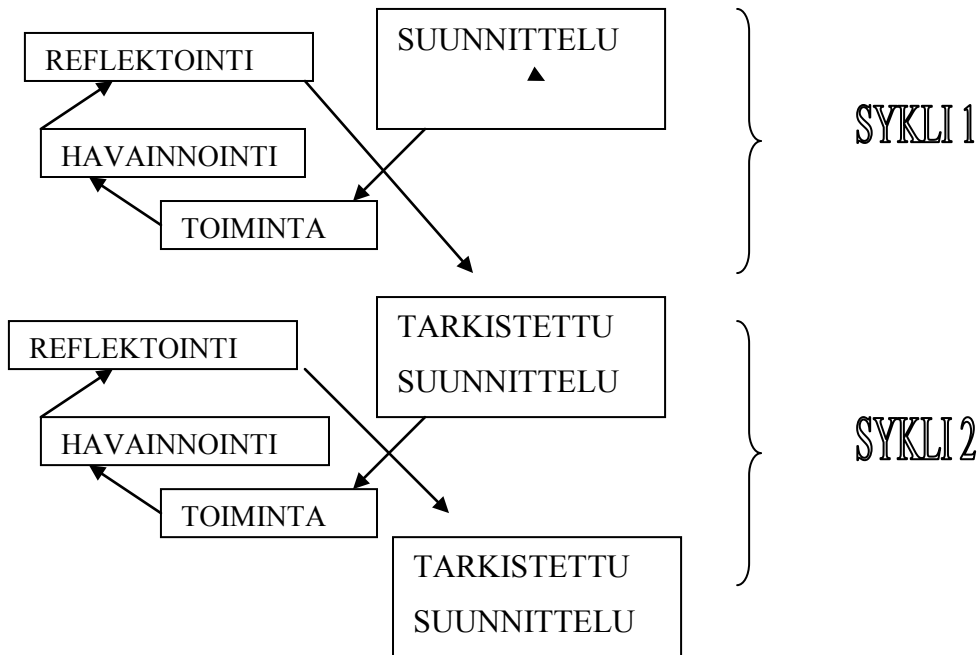 SUUNNITTELU
REFLEKTOINTI
SYKLI 1
HAVAINNOINTI
TOIMINTA
TARKISTETTU
SUUNNITTELU
REFLEKTOINTI
HAVAINNOINTI
SYKLI 2
TOIMINTA
TARKISTETTU
SUUNNITTELU